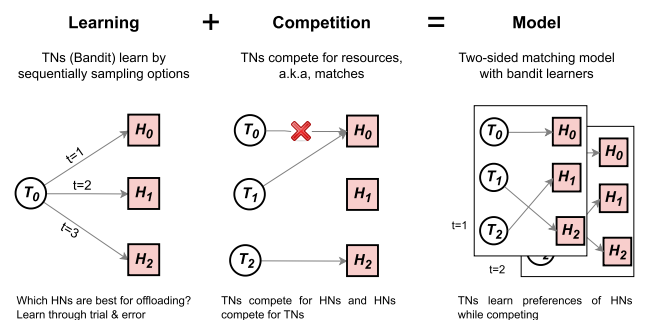 Learning + Competition = Model
TNs (Bandit) learn by
sequentially sampling options
TNs compete for resources,
a.k.a, matches
Two-sided matching model
with bandit learners
T0
t=1
t=2
t=3
H0
H1
H2
T0
T1
T2
H0
H1
H2
T0
T1
T2
H0
H1
H2
t=1
H0
H1
H2
t=2
Which HNs are best for offloading?
Learn through trial & error
TNs compete for HNs and HNs
compete for TNs
TNs learn preferences of HNs
while competing